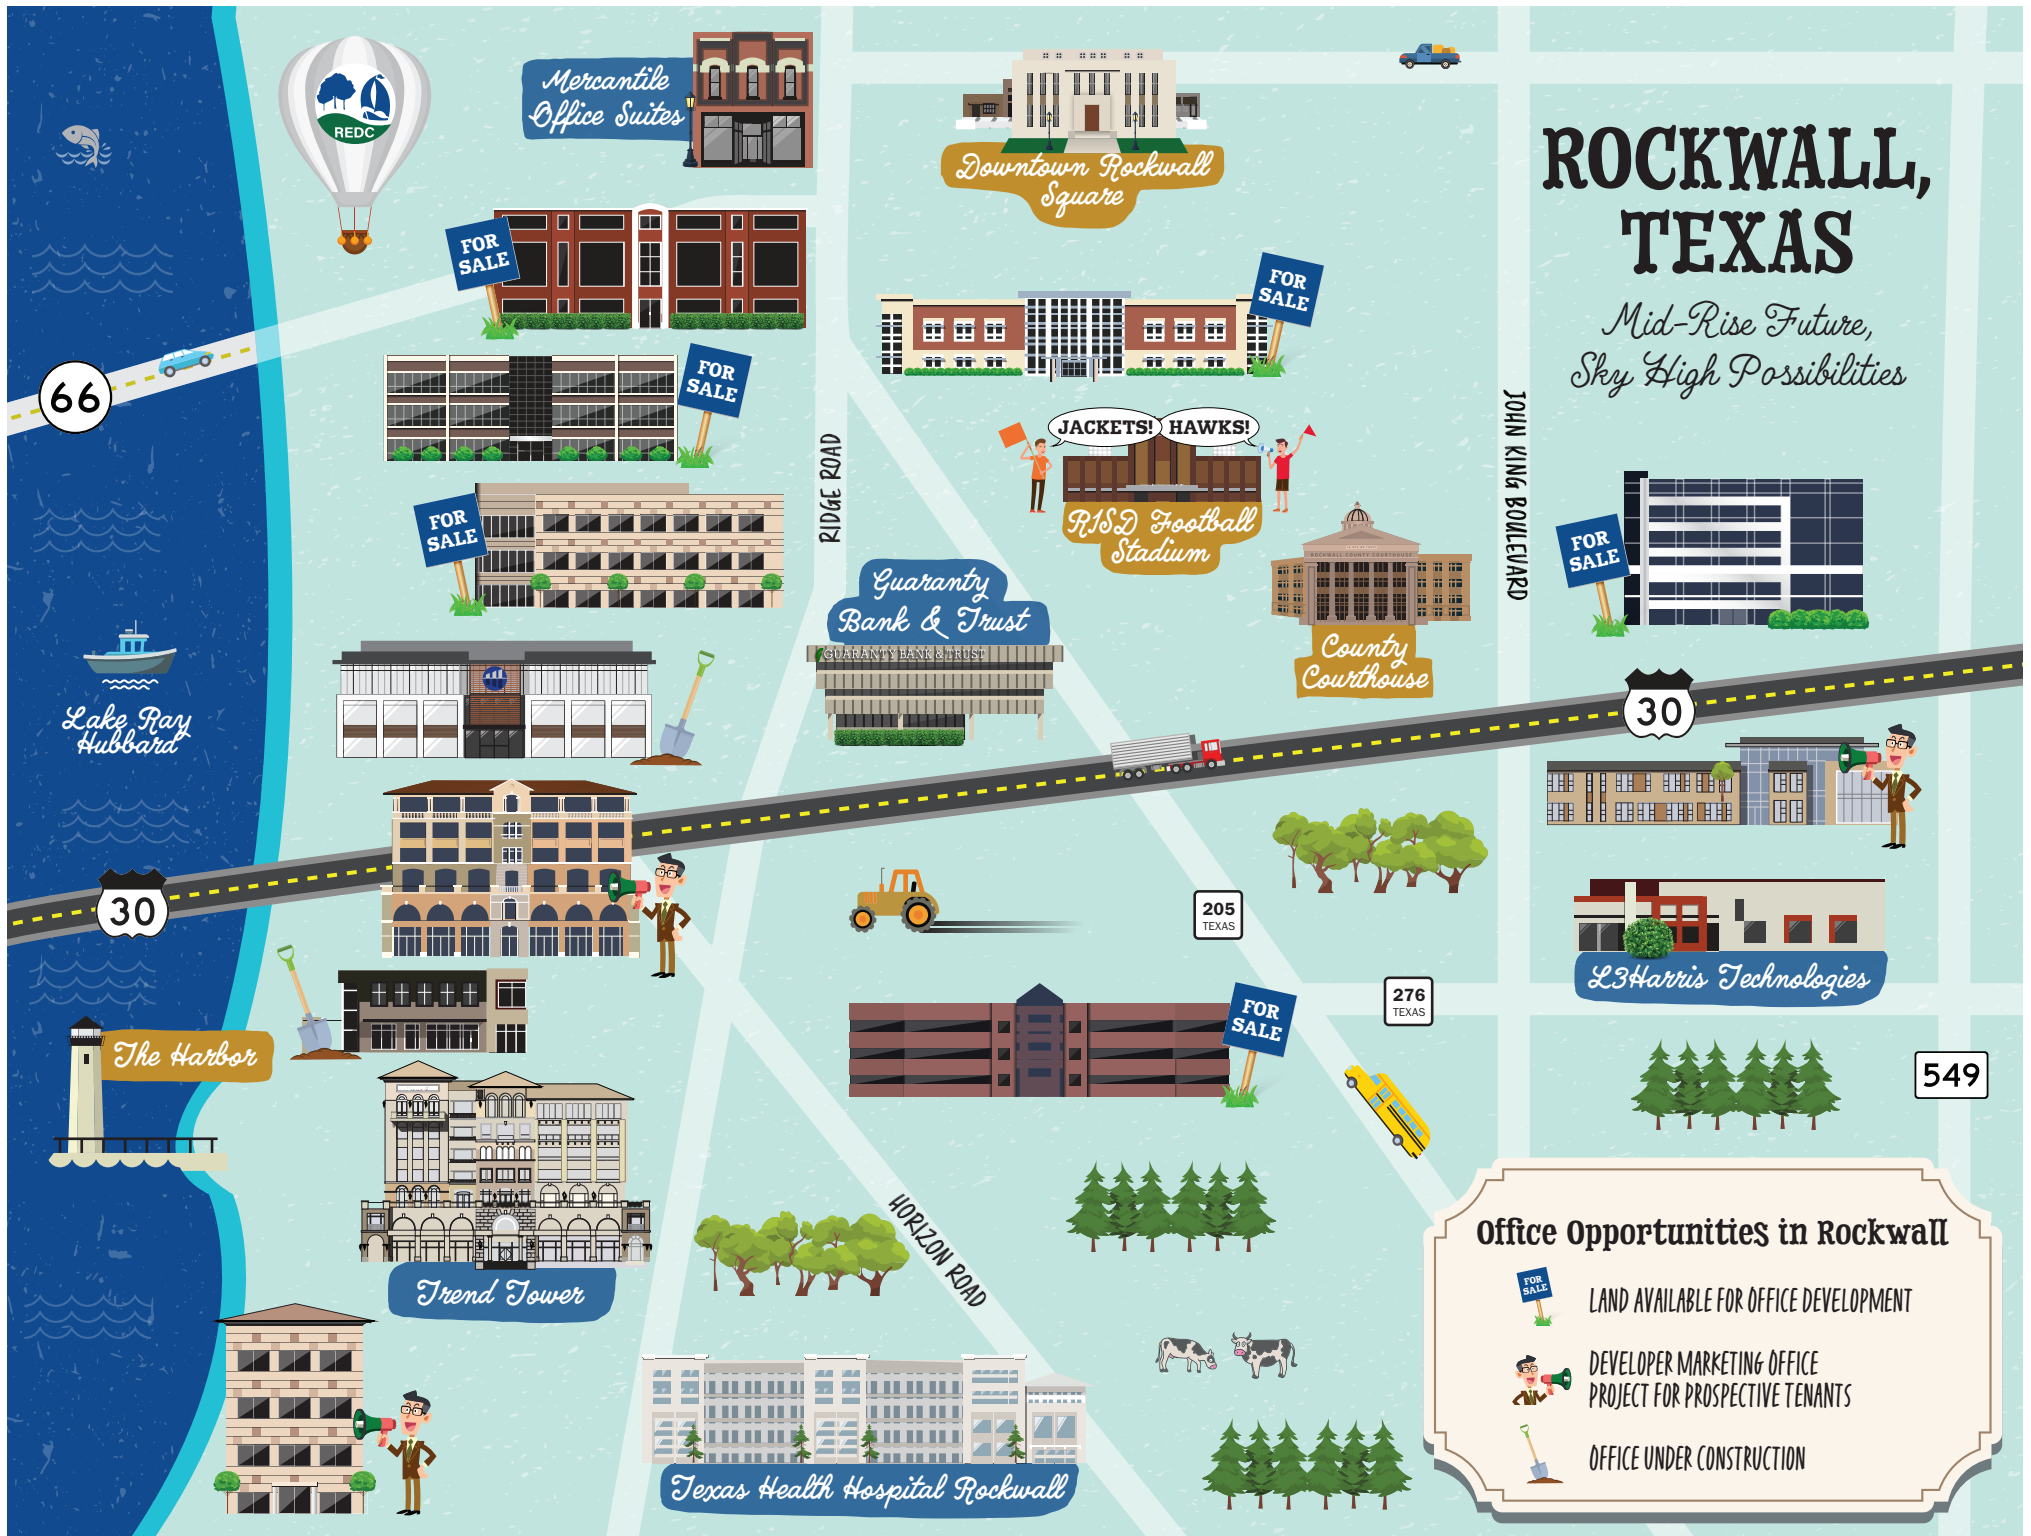 REDC
Mercantile
Office Suites
Downtown Rockwall
Square
ROCKWALL,
TEXAS
Mid-Rise Future,
Sky High Possibilities
FOR
SALE
FOR
SALE
66
FOR
SALE
JACKETS!
HAWKS!
RIDGE ROAD
JOHN KING BOULEVARD
FOR
SALE
RISD Football
Stadium
FOR
SALE
ROCKWALL COUNTY COURTHOUSE
Guaranty
Bank & Trust
GUARANTY BANK & TRUST
County
Courthouse
Lake Ray
Hubbard
30
30
205
TEXAS
L3Harris Technologies
276
TEXAS
FOR
SALE
The Harbor
549
HORIZON ROAD
Trend Tower
Texas Health Hospital Rockwall
Office Opportunities in Rockwall
FOR
SALE
LAND AVAILABLE FOR OFFICE DEVELOPMENT
DEVELOPER MARKETING OFFICE
PROJECT FOR PROSPECTIVE TENANTS
OFFICE UNDER CONSTRUCTION